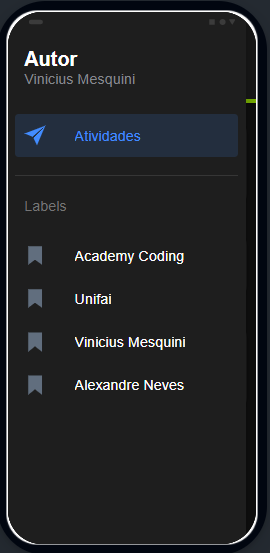 Autor
Vinicius Mesquini
Atividades
Labels
Academy Coding
Unifai
Vinicius Mesquini
Alexandre Neves